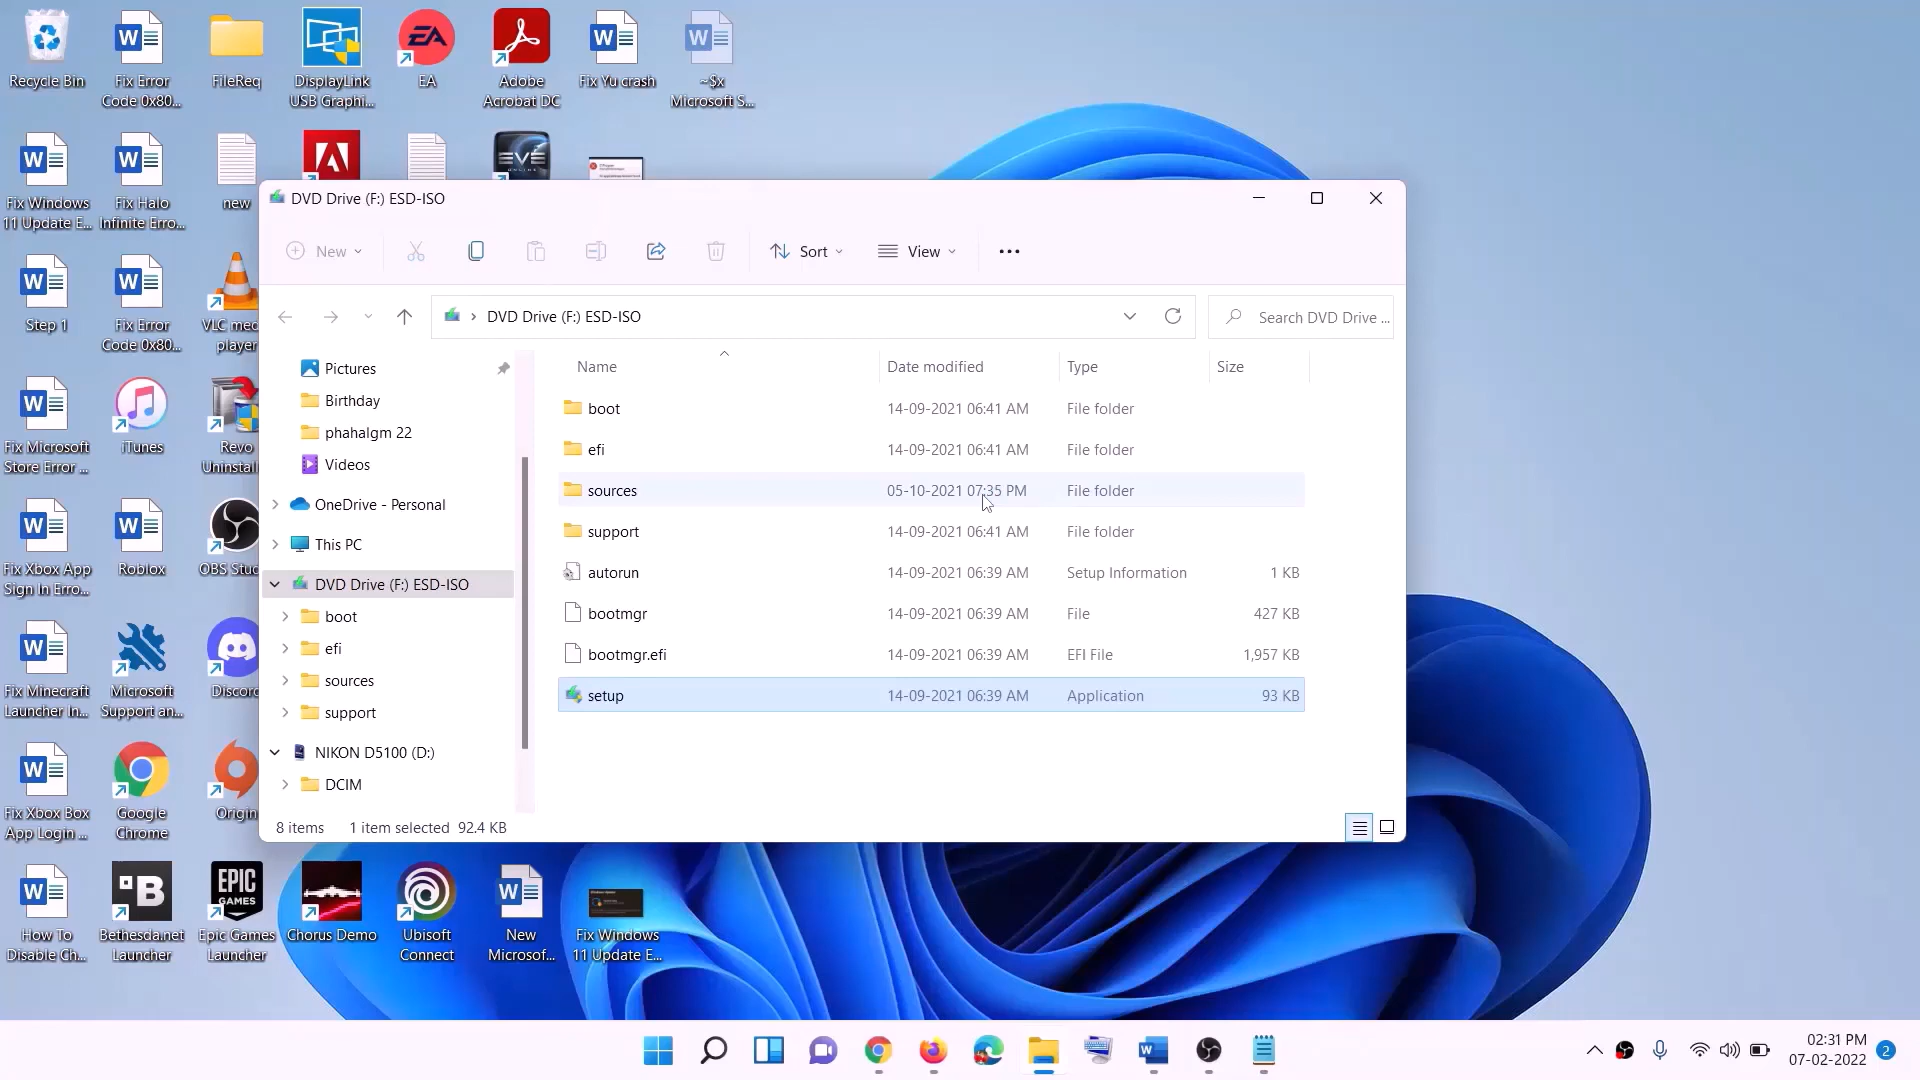 Recycle Bin
Fix Error
Code 0x80...
FileReq
DisplayLink
USB Graphi...
EA
Adobe
Acrobat DC
Fix Yu crash
~$x
Microsoft S...
Fix Windows
11 Update E...
Fix Halo
Infinite Erro...
new
EVE
DVD Drive (F:) ESD-ISO
New
Sort
View
Step 1
Fix Error
Code 0x80...
VLC med
player
DVD Drive (F:) ESD-ISO
Search DVD Drive ...
Name
Date modified
Type
Size
Pictures
Birthday
phahalgm 22
Videos
OneDrive - Personal
This PC
DVD Drive (F:) ESD-ISO
boot
efi
sources
support
NIKON D5100 (D:)
DCIM
boot 14-09-2021 06:41 AM File folder
efi 14-09-2021 06:41 AM File folder
sources 05-10-2021 07:35 PM File folder
support 14-09-2021 06:41 AM File folder
autorun 14-09-2021 06:39 AM Setup Information 1 KB
bootmgr 14-09-2021 06:39 AM File 427 KB
bootmgr.efi 14-09-2021 06:39 AM EFI File 1,957 KB
setup 14-09-2021 06:39 AM Application 93 KB
8 items 1 item selected 92.4 KB
Fix Microsoft
Store Error ...
iTunes
Revo
Uninstall
Fix Xbox App
Sign In Erro...
Roblox
OBS Stud
Fix Minecraft
Launcher In...
Microsoft
Support an...
Discord
Fix Xbox Box
App Login ...
Google
Chrome
Origin
How To
Disable Ch...
Bethesda.net
Launcher
EPIC
GAMES
Epic Games
Launcher
Chorus Demo
Ubisoft
Connect
New
Microsof...
Fix Windows
11 Update E...
02:31 PM
07-02-2022
2